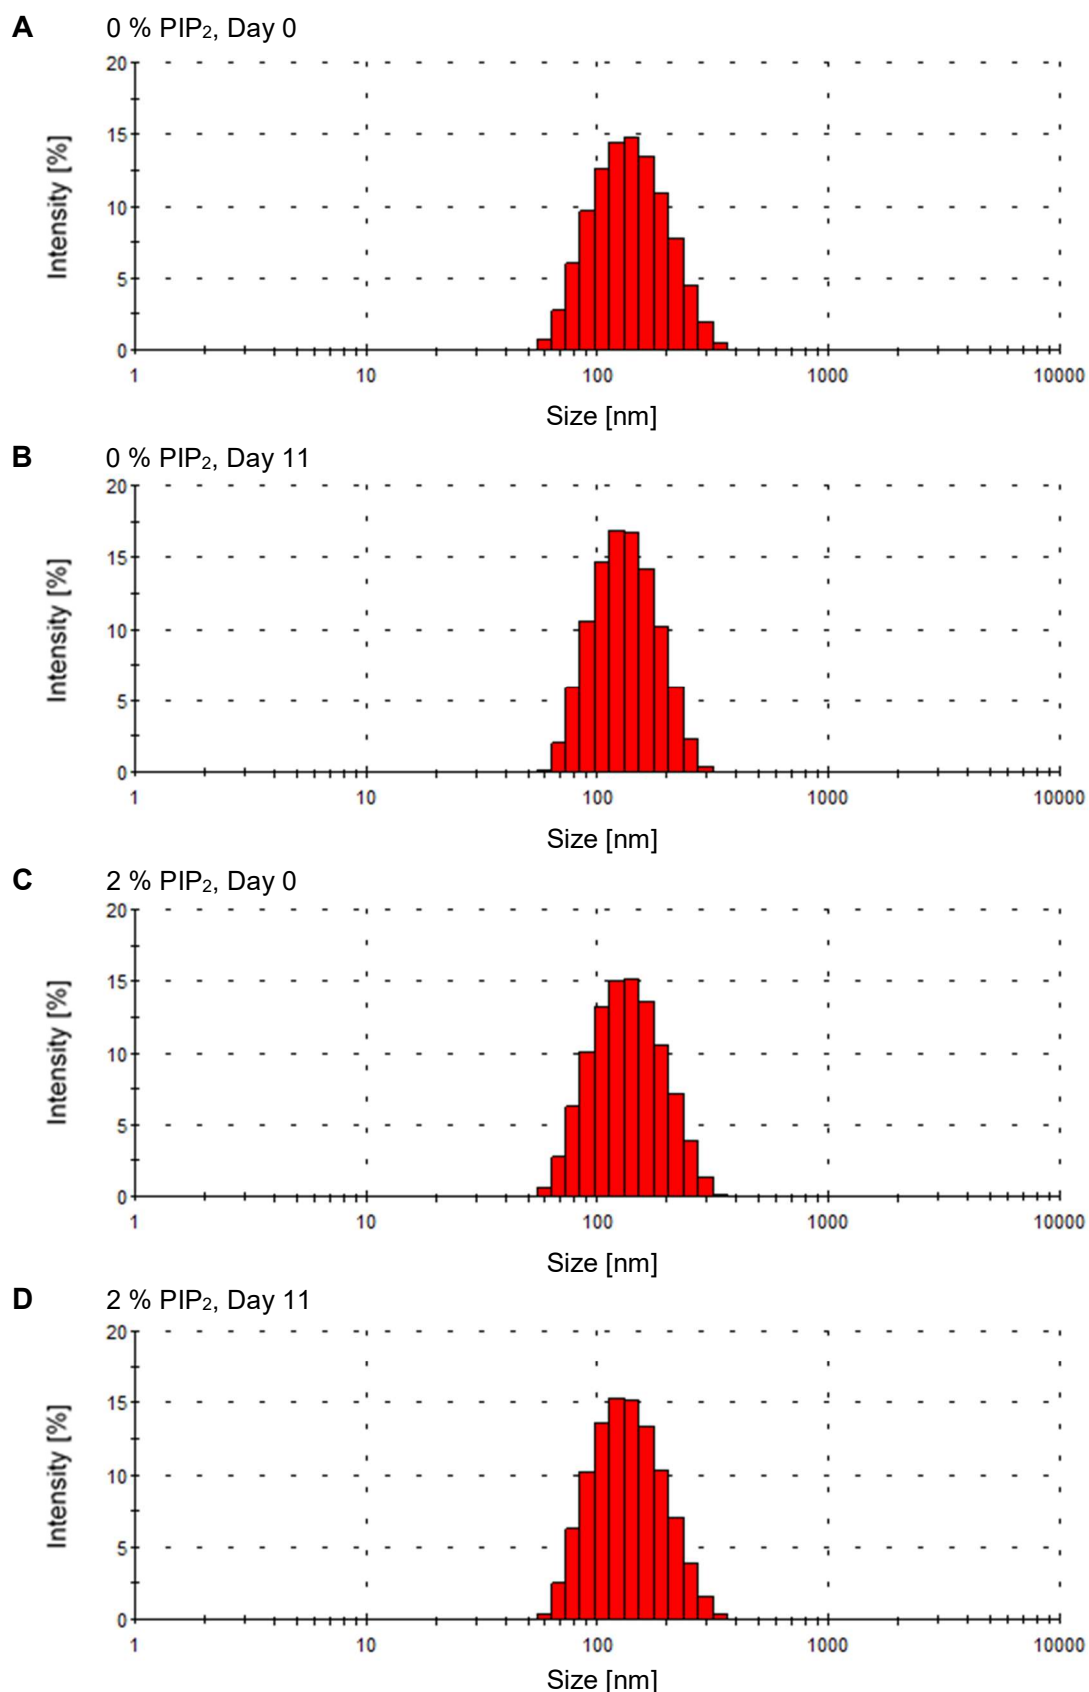 A 0 % PIP₂, Day 0
Intensity [%]
20
15
10
5
0
1 10 100 1000 10000
Size [nm]
B 0 % PIP₂, Day 11
Intensity [%]
20
15
10
5
0
1 10 100 1000 10000
Size [nm]
C 2 % PIP₂, Day 0
Intensity [%]
20
15
10
5
0
1 10 100 1000 10000
Size [nm]
D 2 % PIP₂, Day 11
Intensity [%]
20
15
10
5
0
1 10 100 1000 10000
Size [nm]